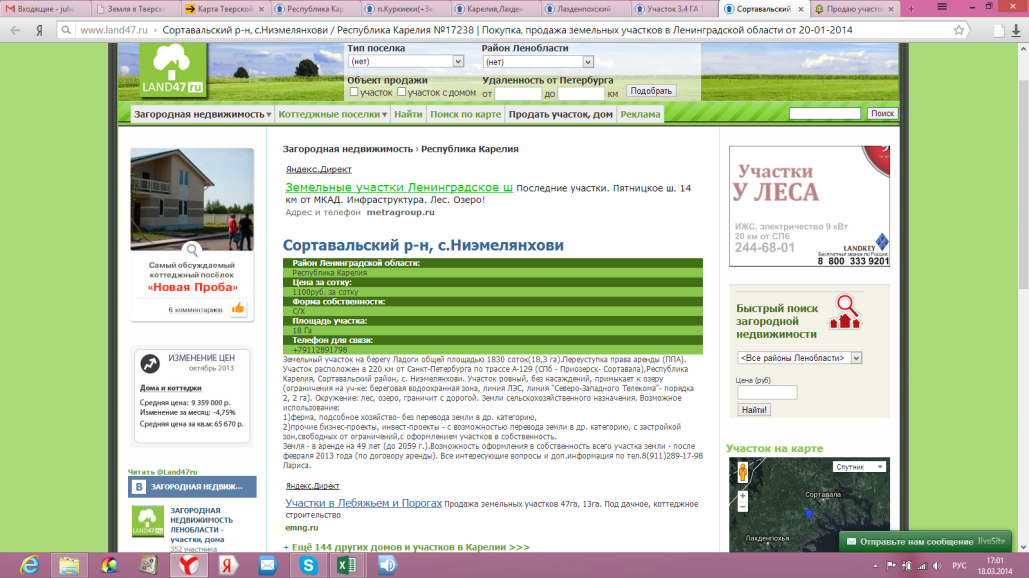 Входящие - julia
Земля в Тверск
Карта Тверской
Республика Кар
п.Куркиеки(+Зе
Карелия,Лахде
Лахденпохский
Участок 3.4 ГА 1
Сортавальский
Продаю участок
www.land47.ru • Сортавальский р-н, с.Ниэмелянхови / Республика Карелия №17238 | Покупка, продажа земельных участков в Ленинградской области от 20-01-2014
LAND47.ru
Тип поселка
Район Ленобласти
(нет)
(нет)
Объект продажи
Удаленность от Петербурга
участок участок с домом
от до км
Подобрать
Загородная недвижимость
Коттеджные поселки
Найти
Поиск по карте
Продать участок, дом
Реклама
Поиск
Самый обсуждаемый
коттеджный посёлок
«Новая Проба»
6 комментариев
ИЗМЕНЕНИЕ ЦЕН
октябрь 2013
Дома и коттеджи
Средняя цена: 9 359 000 р.
Изменение за месяц: -4,75%
Средняя цена за кв.м: 65 670 р.
Читать @Land47ru
В ЗАГОРОДНАЯ НЕДВИЖ...
LAND47.ru
ЗАГОРОДНАЯ
НЕДВИЖИМОСТЬ
ЛЕНОБЛАСТИ -
участки, дома
352 участника
Загородная недвижимость › Республика Карелия
Яндекс.Директ
Земельные участки Ленинградское ш Последние участки. Пятницкое ш. 14
км от МКАД. Инфраструктура. Лес. Озеро!
Адрес и телефон metragroup.ru
Сортавальский р-н, с.Ниэмелянхови
Район Ленинградской области:
Республика Карелия
Цена за сотку:
1100руб. за сотку
Форма собственности:
С/Х
Площадь участка:
18 Га
Телефон для связи:
+79112891798
Земельный участок на берегу Ладоги общей площадью 1830 соток(18,3 га).Переуступка права аренды (ППА).
Участок расположен в 220 км от Санкт-Петербурга по трассе А-129 (СПб - Приозерск- Сортавала),Республика
Карелия, Сортавальский район, с. Ниэмелянхови. Участок ровный, без насаждений, примыкает к озеру
(ограничения на уч-ке: береговая водоохранная зона, линия ЛЭС, линия "Северо-Западного Телекома"- порядка
2, 2 га). Окружение: лес, озеро, граничит с дорогой. Земли сельскохозяйственного назначения. Возможное
использование:
1)ферма, подсобное хозяйство- без перевода земли в др. категорию,
2)прочие бизнес-проекты, инвест-проекты - с возможностью перевода земли в др. категорию, с застройкой
зон,свободных от ограничений,с оформлением участков в собственность.
Земля - в аренде на 49 лет (до 2059 г.).Возможность оформления в собственность всего участка земли - после
февраля 2013 года (по договору аренды). Все интересующие вопросы и доп.информация по тел.8(911)289-17-98
Лариса.
Яндекс.Директ
Участки в Лебяжьем и Порогах Продажа земельных участков 47га, 13га. Под дачное, коттеджное
строительство
emng.ru
+ Ещё 144 других домов и участков в Карелии >>>
Участки
У ЛЕСА
ИЖС, электричество 9 кВт
20 км от СПб
244-68-01
LANDKEY
Бесплатный звонок по России:
8 800 333 9201
Быстрый поиск
загородной
недвижимости
<Все районы Ленобласти>
Цена (руб)
Найти!
Участок на карте
Спутник
Сортавала
Лахденпохья
Отправьте нам сообщение JivoSite
РУС
17:01
18.03.2014